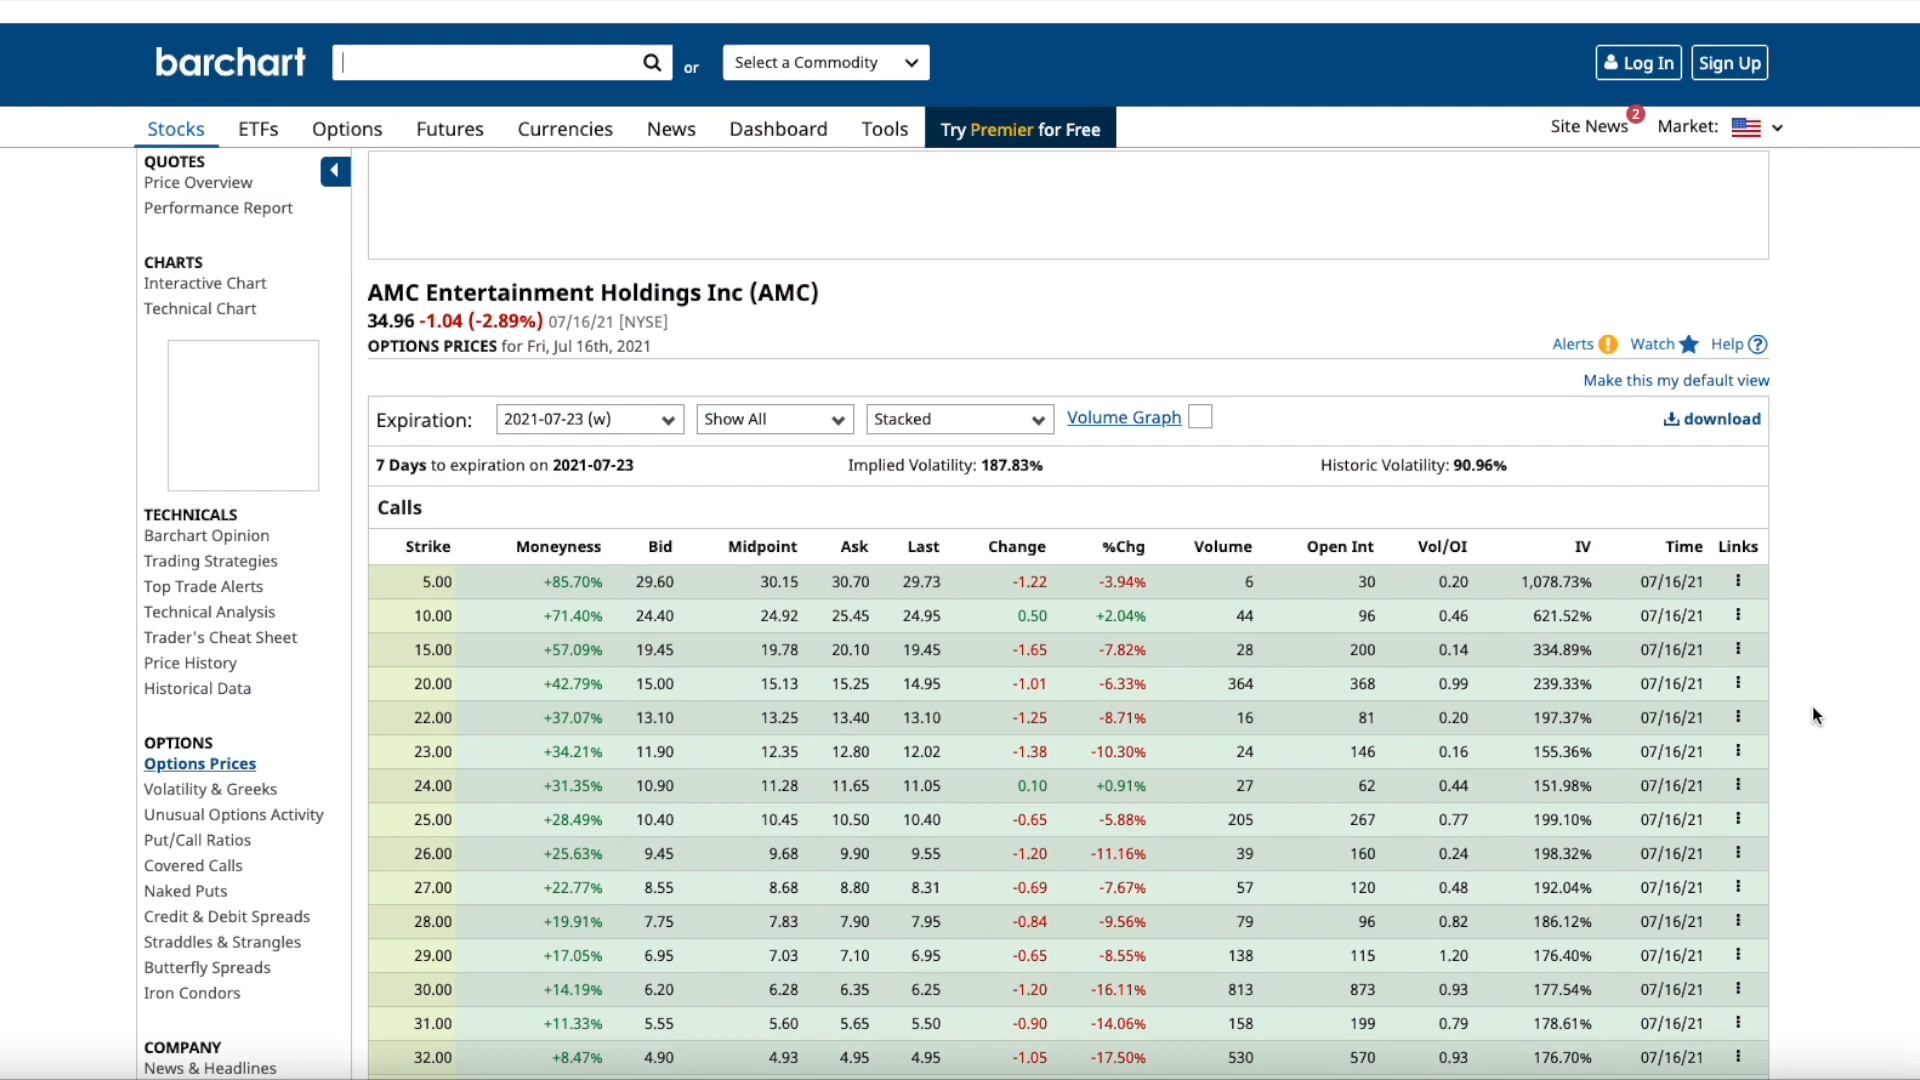 barchart
or
Select a Commodity
Log In
Sign Up
Stocks ETFs Options Futures Currencies News Dashboard Tools Try Premier for Free
Site News 2 Market:
QUOTES
Price Overview
Performance Report
CHARTS
Interactive Chart
Technical Chart
TECHNICALS
Barchart Opinion
Trading Strategies
Top Trade Alerts
Technical Analysis
Trader's Cheat Sheet
Price History
Historical Data
OPTIONS
Options Prices
Volatility & Greeks
Unusual Options Activity
Put/Call Ratios
Covered Calls
Naked Puts
Credit & Debit Spreads
Straddles & Strangles
Butterfly Spreads
Iron Condors
COMPANY
News & Headlines
AMC Entertainment Holdings Inc (AMC)
34.96 -1.04 (-2.89%) 07/16/21 [NYSE]
OPTIONS PRICES for Fri, Jul 16th, 2021
Alerts ! Watch Help ?
Make this my default view
Expiration: 2021-07-23 (w) Show All Stacked Volume Graph download
7 Days to expiration on 2021-07-23 Implied Volatility: 187.83% Historic Volatility: 90.96%
Calls
Strike Moneyness Bid Midpoint Ask Last Change %Chg Volume Open Int Vol/OI IV Time Links
5.00 +85.70% 29.60 30.15 30.70 29.73 -1.22 -3.94% 6 30 0.20 1,078.73% 07/16/21
10.00 +71.40% 24.40 24.92 25.45 24.95 0.50 +2.04% 44 96 0.46 621.52% 07/16/21
15.00 +57.09% 19.45 19.78 20.10 19.45 -1.65 -7.82% 28 200 0.14 334.89% 07/16/21
20.00 +42.79% 15.00 15.13 15.25 14.95 -1.01 -6.33% 364 368 0.99 239.33% 07/16/21
22.00 +37.07% 13.10 13.25 13.40 13.10 -1.25 -8.71% 16 81 0.20 197.37% 07/16/21
23.00 +34.21% 11.90 12.35 12.80 12.02 -1.38 -10.30% 24 146 0.16 155.36% 07/16/21
24.00 +31.35% 10.90 11.28 11.65 11.05 0.10 +0.91% 27 62 0.44 151.98% 07/16/21
25.00 +28.49% 10.40 10.45 10.50 10.40 -0.65 -5.88% 205 267 0.77 199.10% 07/16/21
26.00 +25.63% 9.45 9.68 9.90 9.55 -1.20 -11.16% 39 160 0.24 198.32% 07/16/21
27.00 +22.77% 8.55 8.68 8.80 8.31 -0.69 -7.67% 57 120 0.48 192.04% 07/16/21
28.00 +19.91% 7.75 7.83 7.90 7.95 -0.84 -9.56% 79 96 0.82 186.12% 07/16/21
29.00 +17.05% 6.95 7.03 7.10 6.95 -0.65 -8.55% 138 115 1.20 176.40% 07/16/21
30.00 +14.19% 6.20 6.28 6.35 6.25 -1.20 -16.11% 813 873 0.93 177.54% 07/16/21
31.00 +11.33% 5.55 5.60 5.65 5.50 -0.90 -14.06% 158 199 0.79 178.61% 07/16/21
32.00 +8.47% 4.90 4.93 4.95 4.95 -1.05 -17.50% 530 570 0.93 176.70% 07/16/21